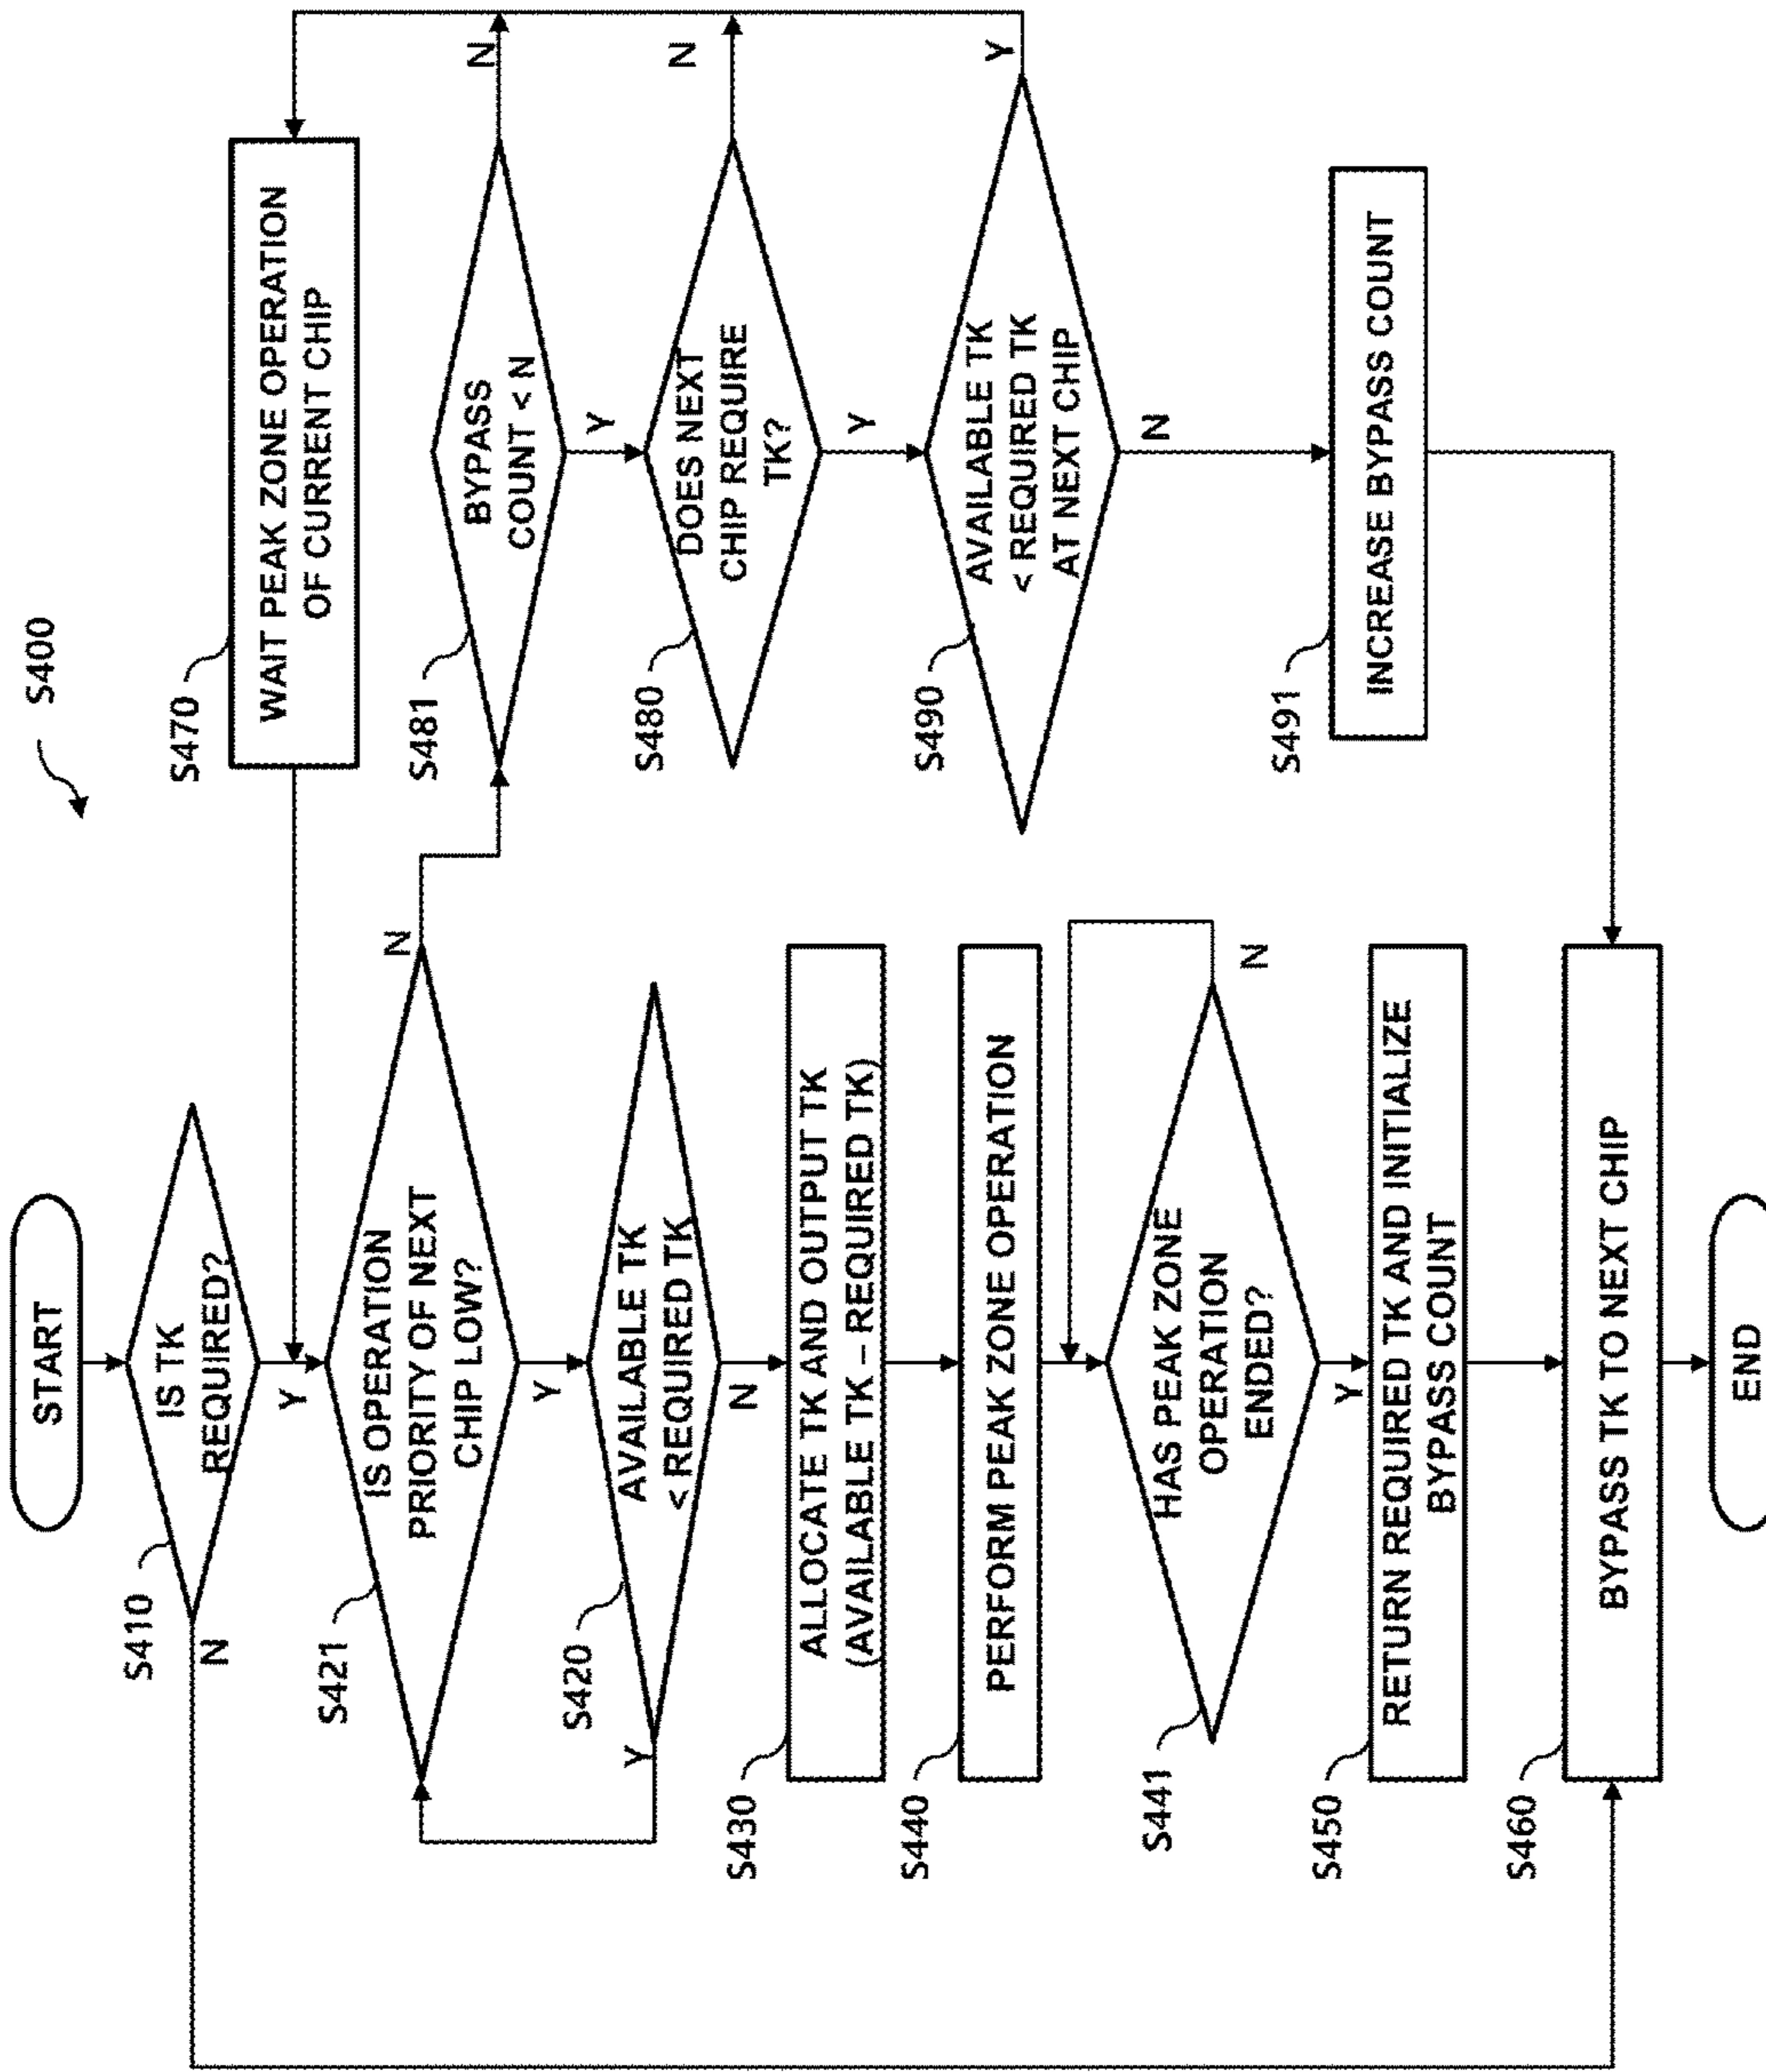 S400
START
S410
IS TK
REQUIRED?
N
Y
S421
IS OPERATION
PRIORITY OF NEXT
CHIP LOW?
N
Y
S420
AVAILABLE TK
< REQUIRED TK
Y
N
S430
ALLOCATE TK AND OUTPUT TK
(AVAILABLE TK – REQUIRED TK)
S440
PERFORM PEAK ZONE OPERATION
S441
HAS PEAK ZONE
OPERATION
ENDED?
N
Y
S450
RETURN REQUIRED TK AND INITIALIZE
BYPASS COUNT
S460
BYPASS TK TO NEXT CHIP
END
S470
WAIT PEAK ZONE OPERATION
OF CURRENT CHIP
S481
BYPASS
COUNT < N
N
Y
S480
DOES NEXT
CHIP REQUIRE
TK?
N
Y
S490
AVAILABLE TK
< REQUIRED TK
AT NEXT CHIP
Y
N
S491
INCREASE BYPASS COUNT